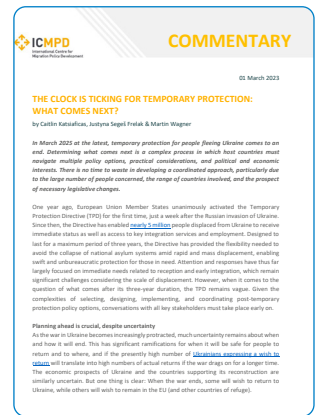 ICMPD
International Centre for
Migration Policy Development
COMMENTARY
01 March 2023
THE CLOCK IS TICKING FOR TEMPORARY PROTECTION:
WHAT COMES NEXT?
by Caitlin Katsiaficas, Justyna Segeš Frelak & Martin Wagner
In March 2025 at the latest, temporary protection for people fleeing Ukraine comes to an
end. Determining what comes next is a complex process in which host countries must
navigate multiple policy options, practical considerations, and political and economic
interests. There is no time to waste in developing a coordinated approach, particularly due
to the large number of people concerned, the range of countries involved, and the prospect
of necessary legislative changes.
One year ago, European Union Member States unanimously activated the Temporary
Protection Directive (TPD) for the first time, just a week after the Russian invasion of Ukraine.
Since then, the Directive has enabled nearly 5 million people displaced from Ukraine to receive
immediate status as well as access to key integration services and employment. Designed to
last for a maximum period of three years, the Directive has provided the flexibility needed to
avoid the collapse of national asylum systems amid rapid and mass displacement, enabling
swift and unbureaucratic protection for those in need. Attention and responses have thus far
largely focused on immediate needs related to reception and early integration, which remain
significant challenges considering the scale of displacement. However, when it comes to the
question of what comes after its three-year duration, the TPD remains vague. Given the
complexities of selecting, designing, implementing, and coordinating post-temporary
protection policy options, conversations with all key stakeholders must take place early on.
Planning ahead is crucial, despite uncertainty
As the war in Ukraine becomes increasingly protracted, much uncertainty remains about when
and how it will end. This has significant ramifications for when it will be safe for people to
return to and where, and if the presently high number of Ukrainians expressing a wish to
return will translate into high numbers of actual returns if the war drags on for a longer time.
The economic prospects of Ukraine and the countries supporting its reconstruction are
similarly uncertain. But one thing is clear: When the war ends, some will wish to return to
Ukraine, while others will wish to remain in the EU (and other countries of refuge).